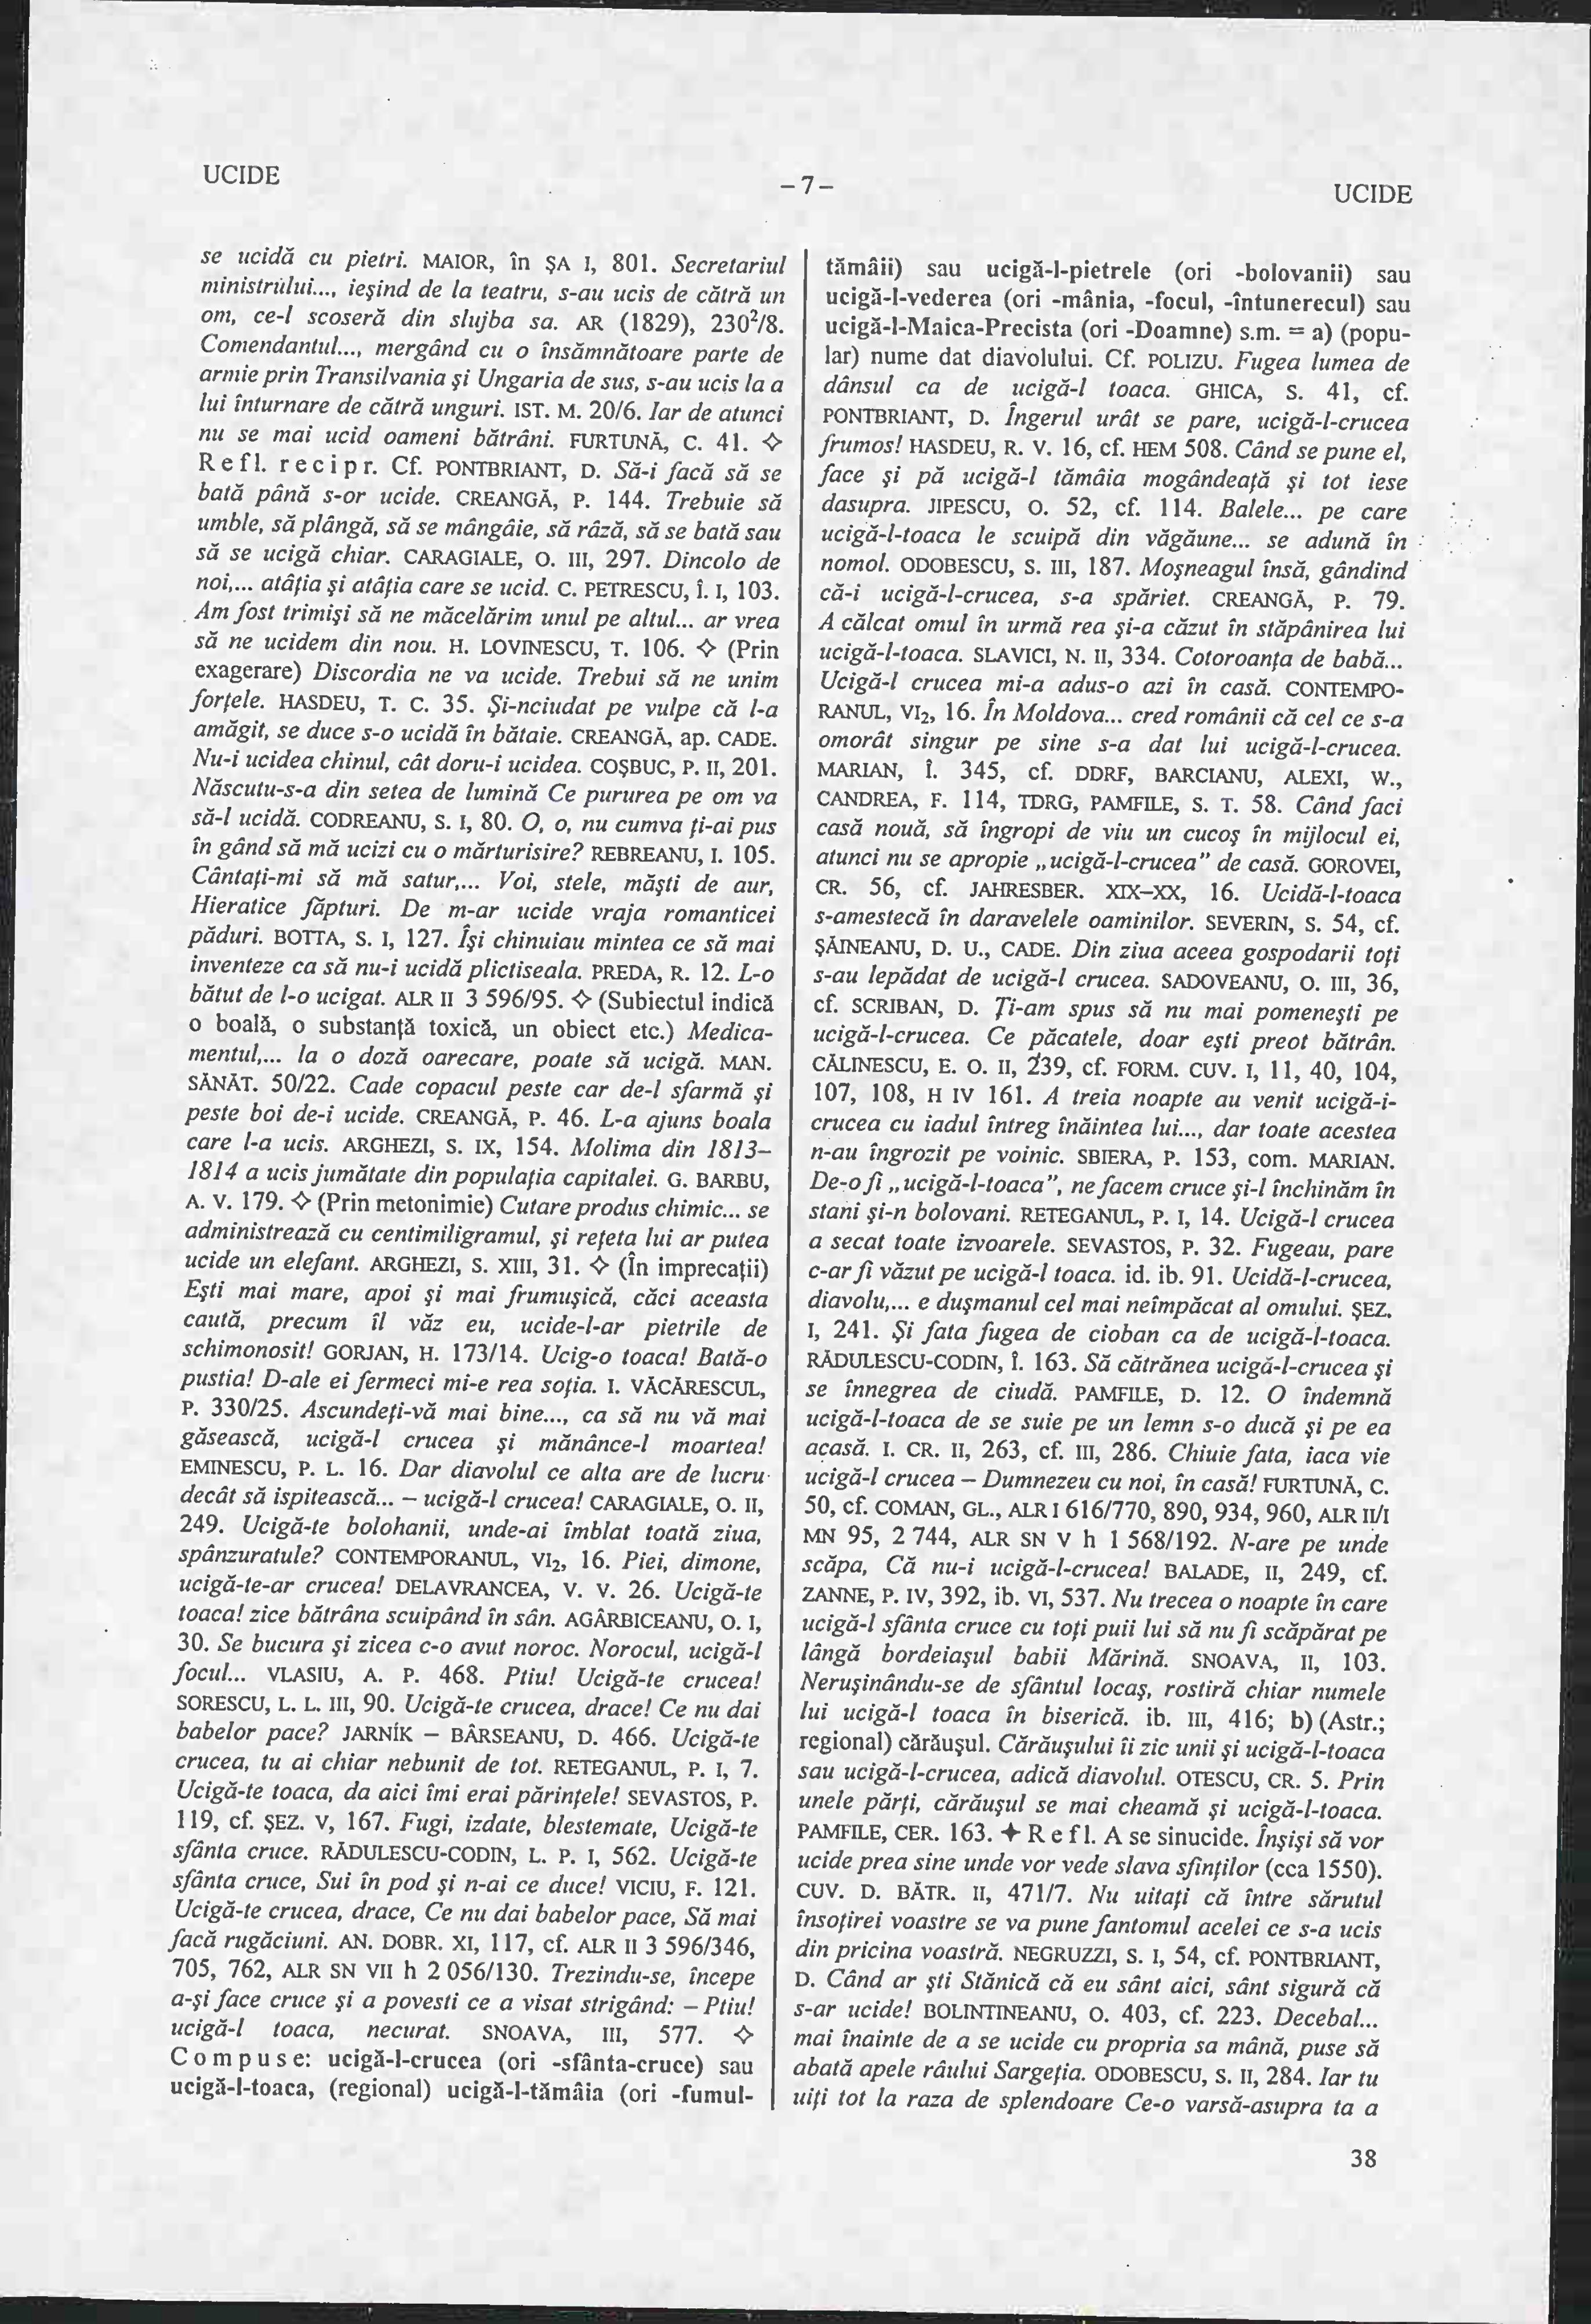 UCIDE
–7–
UCIDE
se ucidă cu pietri. MAIOR, în ŞA I, 801. Secretariul
ministrului..., ieşind de la teatru, s-au ucis de cătră un
om, ce-l scoseră din slujba sa. AR (1829), 230²/8.
Comendantul..., mergând cu o însămnătoare parte de
armie prin Transilvania şi Ungaria de sus, s-au ucis la a
lui înturnare de cătră unguri. IST. M. 20/6. Iar de atunci
nu se mai ucid oameni bătrâni. FURTUNĂ, C. 41. ◊
Refl. recipr. Cf. PONTBRIANT, D. Să-i facă să se
bată până s-or ucide. CREANGĂ, P. 144. Trebuie să
umble, să plângă, să se mângâie, să râză, să se bată sau
să se ucigă chiar. CARAGIALE, O. III, 297. Dincolo de
noi,... atâţia şi atâţia care se ucid. C. PETRESCU, Î. I, 103.
Am fost trimişi să ne măcelărim unul pe altul... ar vrea
să ne ucidem din nou. H. LOVINESCU, T. 106. ◊ (Prin
exagerare) Discordia ne va ucide. Trebui să ne unim
forţele. HASDEU, T. C. 35. Şi-nciudat pe vulpe că l-a
amăgit, se duce s-o ucidă în bătaie. CREANGĂ, ap. CADE.
Nu-i ucidea chinul, cât doru-i ucidea. COŞBUC, P. II, 201.
Născutu-s-a din setea de lumină Ce pururea pe om va
să-l ucidă. CODREANU, S. I, 80. O, o, nu cumva ţi-ai pus
în gând să mă ucizi cu o mărturisire? REBREANU, I. 105.
Cântaţi-mi să mă satur,... Voi, stele, măşti de aur,
Hieratice făpturi. De m-ar ucide vraja romanticei
păduri. BOTTA, S. I, 127. Îşi chinuiau mintea ce să mai
inventeze ca să nu-i ucidă plictiseala. PREDA, R. 12. L-o
bătut de l-o ucigat. ALR II 3 596/95. ◊ (Subiectul indică
o boală, o substanţă toxică, un obiect etc.) Medica-
mentul,... la o doză oarecare, poate să ucigă. MAN.
SĂNĂT. 50/22. Cade copacul peste car de-l sfarmă şi
peste boi de-i ucide. CREANGĂ, P. 46. L-a ajuns boala
care l-a ucis. ARGHEZI, S. IX, 154. Molima din 1813–
1814 a ucis jumătate din populaţia capitalei. G. BARBU,
A. V. 179. ◊ (Prin metonimie) Cutare produs chimic... se
administrează cu centimiligramul, şi reţeta lui ar putea
ucide un elefant. ARGHEZI, S. XIII, 31. ◊ (În imprecaţii)
Eşti mai mare, apoi şi mai frumuşică, căci aceasta
caută, precum îl văz eu, ucide-l-ar pietrile de
schimonosit! GORJAN, H. 173/14. Ucig-o toaca! Bată-o
pustia! D-ale ei fermeci mi-e rea soţia. I. VĂCĂRESCUL,
P. 330/25. Ascundeţi-vă mai bine..., ca să nu vă mai
găsească, ucigă-l crucea şi mănânce-l moartea!
EMINESCU, P. L. 16. Dar diavolul ce alta are de lucru
decât să ispitească... – ucigă-l crucea! CARAGIALE, O. II,
249. Ucigă-te bolohanii, unde-ai îmblat toată ziua,
spânzuratule? CONTEMPORANUL, VI₂, 16. Piei, dimone,
ucigă-te-ar crucea! DELAVRANCEA, V. V. 26. Ucigă-te
toaca! zice bătrâna scuipând în sân. AGÂRBICEANU, O. I,
30. Se bucura şi zicea c-o avut noroc. Norocul, ucigă-l
focul... VLASIU, A. P. 468. Ptiu! Ucigă-te crucea!
SORESCU, L. L. III, 90. Ucigă-te crucea, drace! Ce nu dai
babelor pace? JARNÍK – BÂRSEANU, D. 466. Ucigă-te
crucea, tu ai chiar nebunit de tot. RETEGANUL, P. I, 7.
Ucigă-te toaca, da aici îmi erai părinţele! SEVASTOS, P.
119, cf. ŞEZ. V, 167. Fugi, izdate, blestemate, Ucigă-te
sfânta cruce. RĂDULESCU-CODIN, L. P. I, 562. Ucigă-te
sfânta cruce, Sui în pod şi n-ai ce duce! VICIU, F. 121.
Ucigă-te crucea, drace, Ce nu dai babelor pace, Să mai
facă rugăciuni. AN. DOBR. XI, 117, cf. ALR II 3 596/346,
705, 762, ALR SN VII h 2 056/130. Trezindu-se, începe
a-şi face cruce şi a povesti ce a visat strigând: – Ptiu!
ucigă-l toaca, necurat. SNOAVA, III, 577. ◊
Compuse: ucigă-l-crucea (ori -sfânta-cruce) sau
ucigă-l-toaca, (regional) ucigă-l-tămâia (ori -fumul-
tămâii) sau ucigă-l-pietrele (ori -bolovanii) sau
ucigă-l-vederea (ori -mânia, -focul, -întunerecul) sau
ucigă-l-Maica-Precista (ori -Doamne) s.m. = a) (popu-
lar) nume dat diavolului. Cf. POLIZU. Fugea lumea de
dânsul ca de ucigă-l toaca. GHICA, S. 41, cf.
PONTBRIANT, D. Îngerul urât se pare, ucigă-l-crucea
frumos! HASDEU, R. V. 16, cf. HEM 508. Când se pune el,
face şi pă ucigă-l tămâia mogândeaţă şi tot iese
dasupra. JIPESCU, O. 52, cf. 114. Balele... pe care
ucigă-l-toaca le scuipă din văgăune... se adună în
nomol. ODOBESCU, S. III, 187. Moşneagul însă, gândind
că-i ucigă-l-crucea, s-a spăriet. CREANGĂ, P. 79.
A călcat omul în urmă rea şi-a căzut în stăpânirea lui
ucigă-l-toaca. SLAVICI, N. II, 334. Cotoroanţa de babă...
Ucigă-l crucea mi-a adus-o azi în casă. CONTEMPO-
RANUL, VI₂, 16. În Moldova... cred românii că cel ce s-a
omorât singur pe sine s-a dat lui ucigă-l-crucea.
MARIAN, Î. 345, cf. DDRF, BARCIANU, ALEXI, W.,
CANDREA, F. 114, TDRG, PAMFILE, S. T. 58. Când faci
casă nouă, să îngropi de viu un cucoş în mijlocul ei,
atunci nu se apropie „ucigă-l-crucea” de casă. GOROVEI,
CR. 56, cf. JAHRESBER. XIX–XX, 16. Ucidă-l-toaca
s-amestecă în daravelele oaminilor. SEVERIN, S. 54, cf.
ŞĂINEANU, D. U., CADE. Din ziua aceea gospodarii toţi
s-au lepădat de ucigă-l crucea. SADOVEANU, O. III, 36,
cf. SCRIBAN, D. Ţi-am spus să nu mai pomeneşti pe
ucigă-l-crucea. Ce păcatele, doar eşti preot bătrân.
CĂLINESCU, E. O. II, 239, cf. FORM. CUV. I, 11, 40, 104,
107, 108, H IV 161. A treia noapte au venit ucigă-i-
crucea cu iadul întreg înăintea lui..., dar toate acestea
n-au îngrozit pe voinic. SBIERA, P. 153, com. MARIAN.
De-o fi „ucigă-l-toaca”, ne facem cruce şi-l închinăm în
stani şi-n bolovani. RETEGANUL, P. I, 14. Ucigă-l crucea
a secat toate izvoarele. SEVASTOS, P. 32. Fugeau, pare
c-ar fi văzut pe ucigă-l toaca. id. ib. 91. Ucidă-l-crucea,
diavolu,... e duşmanul cel mai neîmpăcat al omului. ŞEZ.
I, 241. Şi fata fugea de cioban ca de ucigă-l-toaca.
RĂDULESCU-CODIN, Î. 163. Să cătrănea ucigă-l-crucea şi
se înnegrea de ciudă. PAMFILE, D. 12. O îndemnă
ucigă-l-toaca de se suie pe un lemn s-o ducă şi pe ea
acasă. I. CR. II, 263, cf. III, 286. Chiuie fata, iaca vie
ucigă-l crucea – Dumnezeu cu noi, în casă! FURTUNĂ, C.
50, cf. COMAN, GL., ALR I 616/770, 890, 934, 960, ALR II/I
MN 95, 2 744, ALR SN V h 1 568/192. N-are pe unde
scăpa, Că nu-i ucigă-l-crucea! BALADE, II, 249, cf.
ZANNE, P. IV, 392, ib. VI, 537. Nu trecea o noapte în care
ucigă-l sfânta cruce cu toţi puii lui să nu fi scăpărat pe
lângă bordeiaşul babii Mărină. SNOAVA, II, 103.
Neruşinându-se de sfântul locaş, rostiră chiar numele
lui ucigă-l toaca în biserică. ib. III, 416; b) (Astr.;
regional) cărăuşul. Cărăuşului îi zic unii şi ucigă-l-toaca
sau ucigă-l-crucea, adică diavolul. OTESCU, CR. 5. Prin
unele părţi, cărăuşul se mai cheamă şi ucigă-l-toaca.
PAMFILE, CER. 163. ✦ Refl. A se sinucide. Înşişi să vor
ucide prea sine unde vor vede slava sfinţilor (cca 1550).
CUV. D. BĂTR. II, 471/7. Nu uitaţi că între sărutul
însoţirei voastre se va pune fantomul acelei ce s-a ucis
din pricina voastră. NEGRUZZI, S. I, 54, cf. PONTBRIANT,
D. Când ar şti Stănică că eu sânt aici, sânt sigură că
s-ar ucide! BOLINTINEANU, O. 403, cf. 223. Decebal...
mai înainte de a se ucide cu propria sa mână, puse să
abată apele râului Sargeţia. ODOBESCU, S. II, 284. Iar tu
uiţi tot la raza de splendoare Ce-o varsă-asupra ta a
38